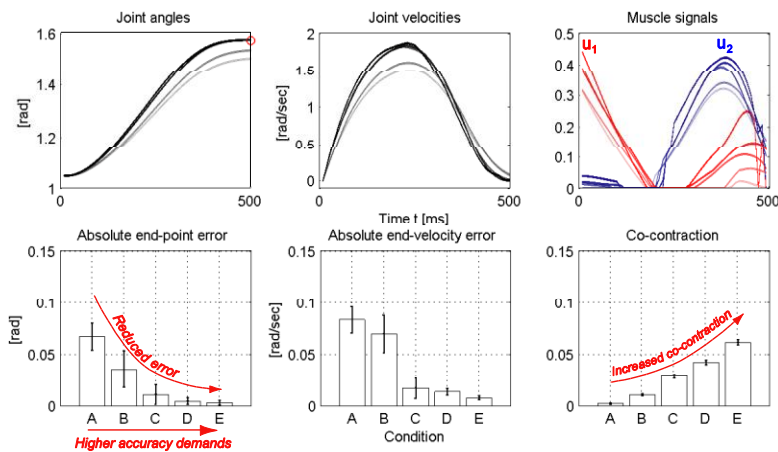 Joint angles
Joint velocities
Muscle signals
1.6
1.4
1.2
1
[rad]
0
500
2
1.5
1
0.5
0
[rad/sec]
0
500
Time t [ms]
0.5
0.4
0.3
0.2
0.1
0
u1
u2
0
500
Absolute end-point error
Absolute end-velocity error
Co-contraction
0.15
0.1
0.05
0
[rad]
Reduced error
A B C D E
Higher accuracy demands
0.15
0.1
0.05
0
[rad/sec]
A B C D E
Condition
0.15
0.1
0.05
0
Increased co-contraction
A B C D E